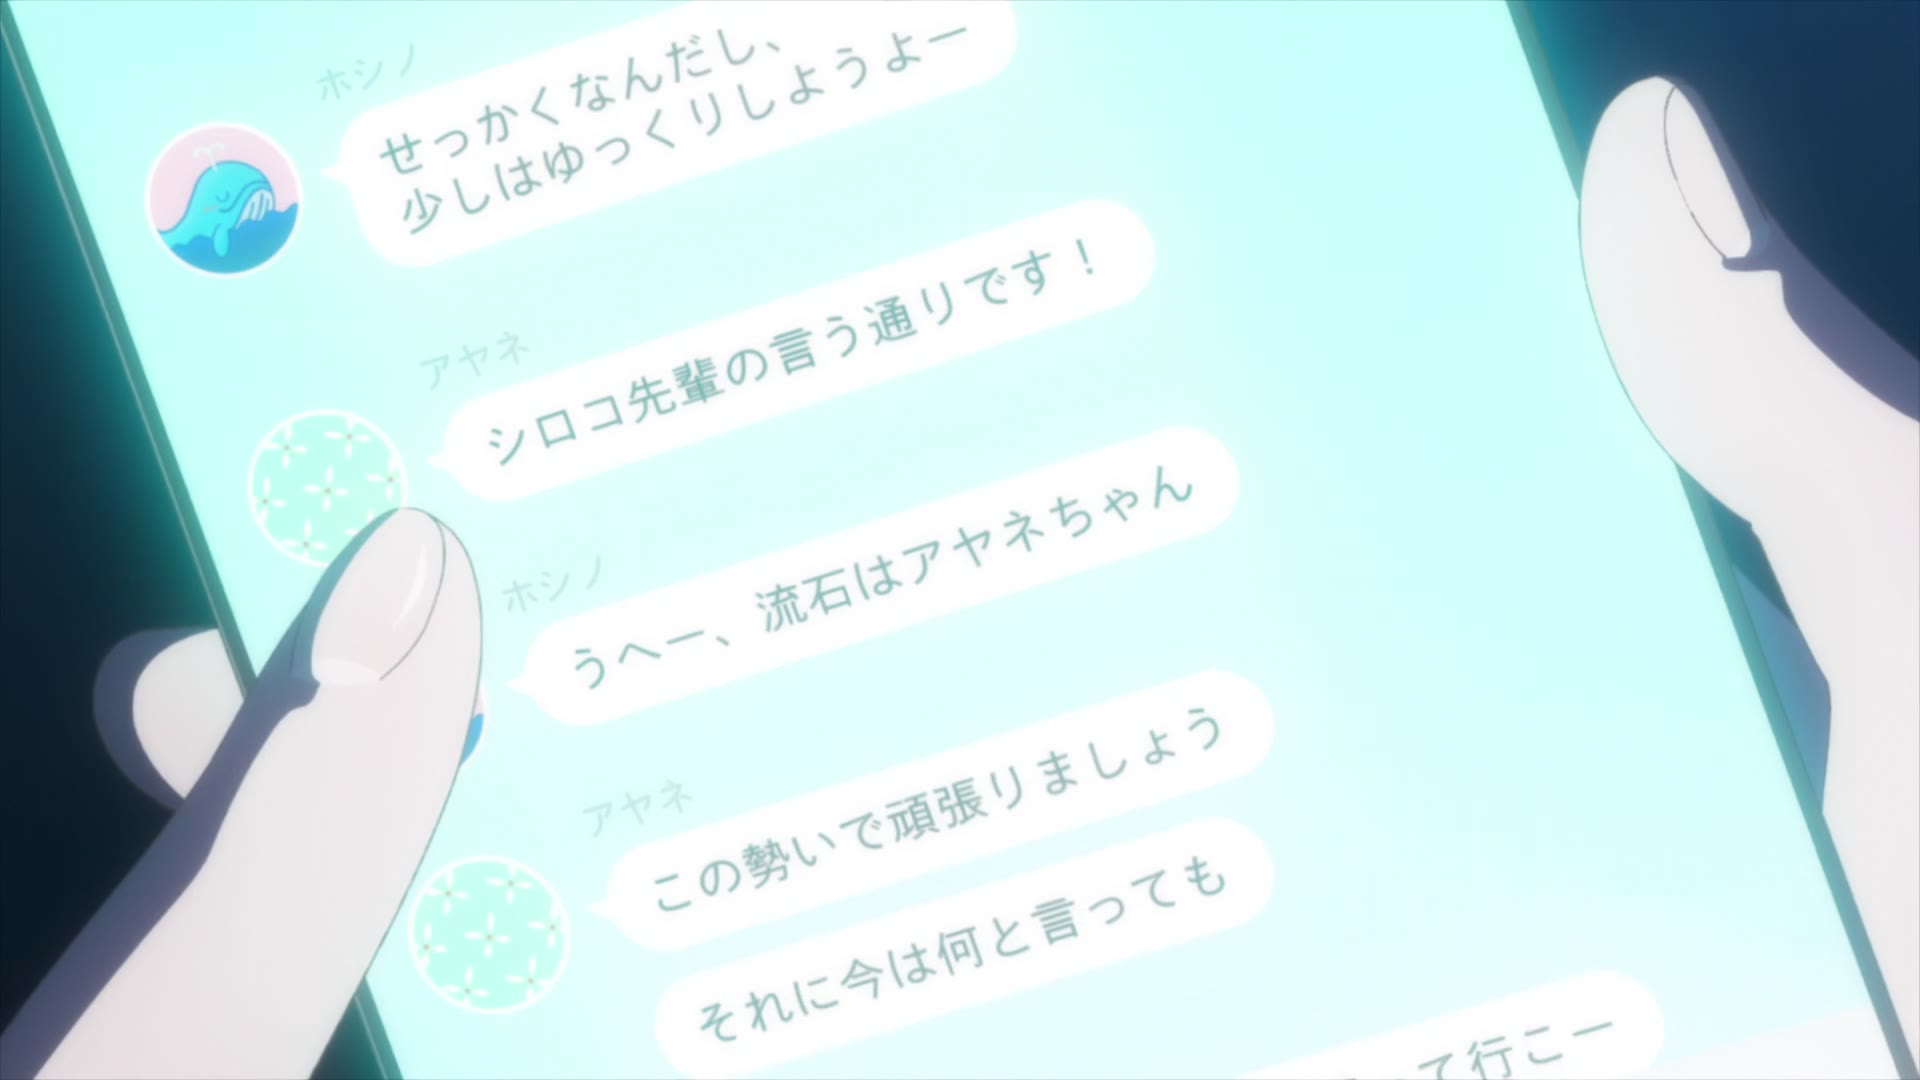 ホシノ
せっかくなんだし、
少しはゆっくりしようよー
アヤネ
シロコ先輩の言う通りです！
ホシノ
うへー、流石はアヤネちゃん
アヤネ
この勢いで頑張りましょう
それに今は何と言っても
て行こー